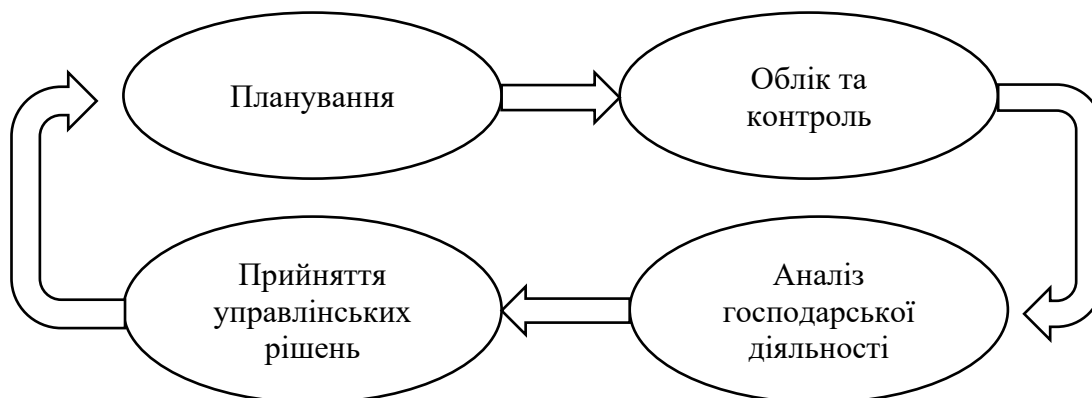 Планування
Облік та
контроль
Прийняття
управлінських
рішень
Аналіз
господарської
діяльності